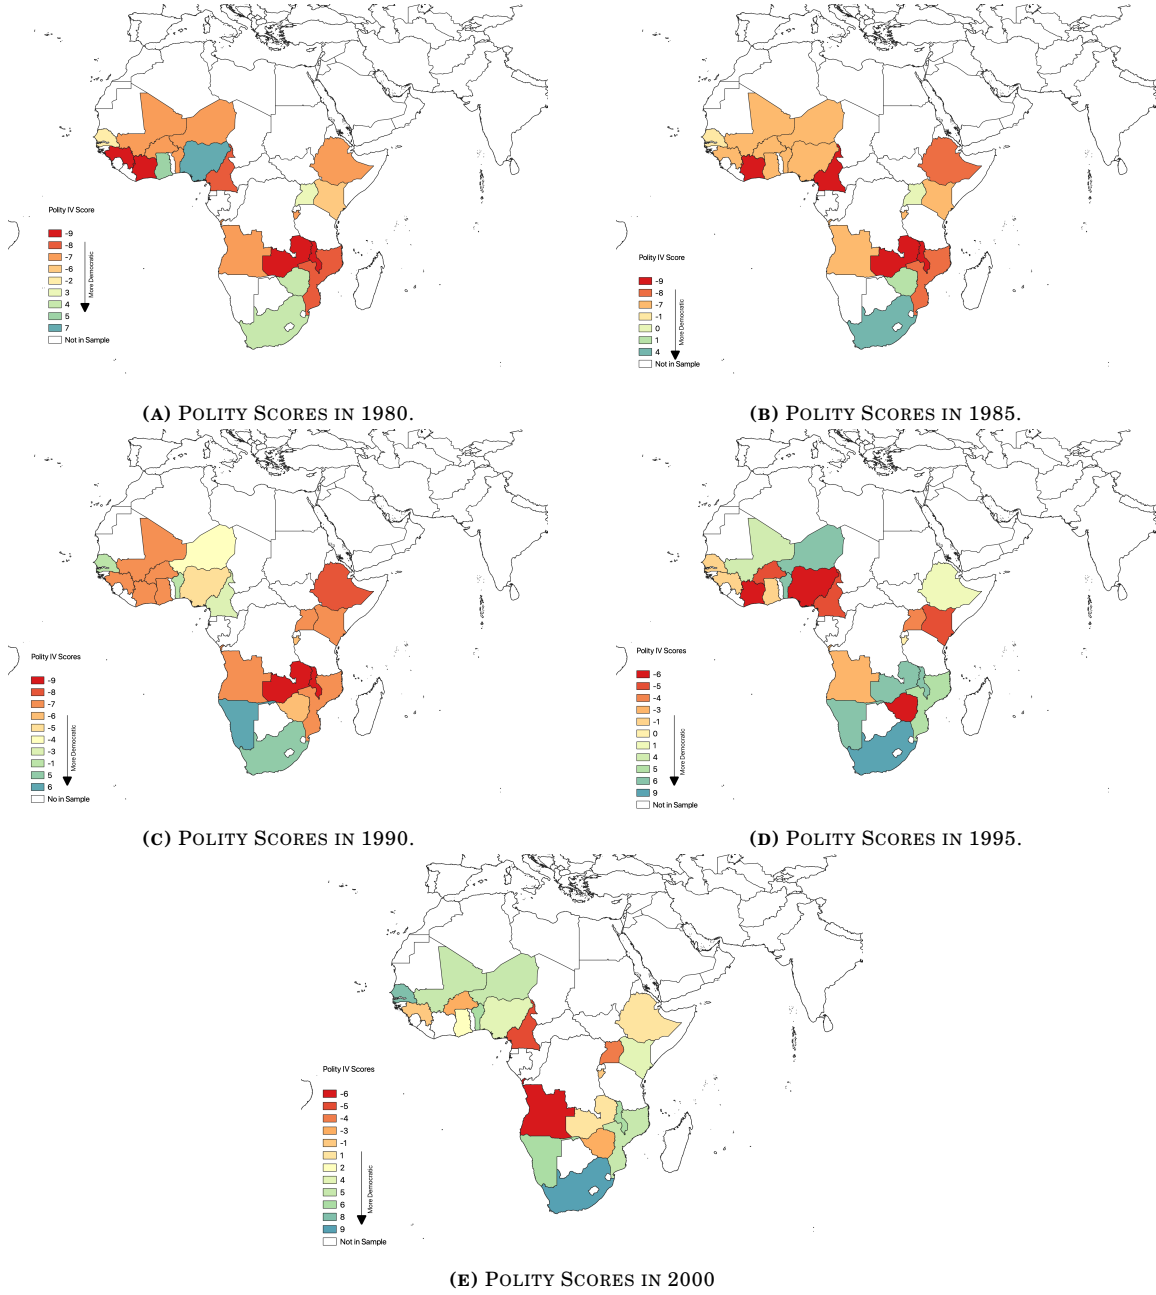 Polity IV Score
-9
-8
-7
-6
-2
3
4
5
7
Not in Sample
More Democratic
(A) POLITY SCORES IN 1980.
Polity IV Score
-9
-8
-7
-1
0
1
4
Not in Sample
More Democratic
(B) POLITY SCORES IN 1985.
Polity IV Scores
-9
-8
-7
-6
-5
-4
-3
-1
5
6
No in Sample
More Democratic
(C) POLITY SCORES IN 1990.
Polity IV Scores
-6
-5
-4
-3
-1
0
1
4
5
6
9
Not in Sample
More Democratic
(D) POLITY SCORES IN 1995.
Polity IV Scores
-6
-5
-4
-3
-1
1
2
4
5
6
8
9
Not in Sample
More Democratic
(E) POLITY SCORES IN 2000